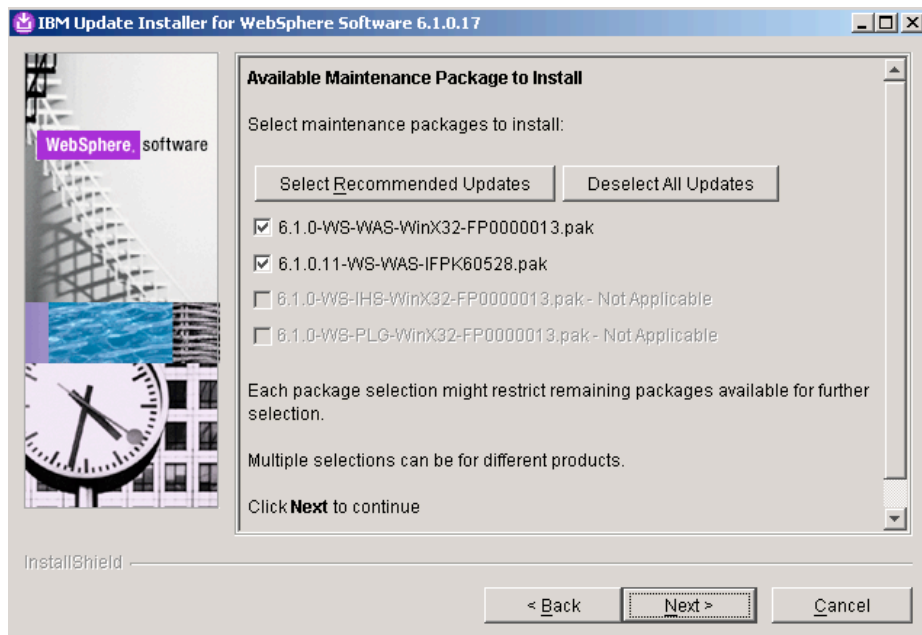 IBM Update Installer for WebSphere Software 6.1.0.17
WebSphere. software
Available Maintenance Package to Install
Select maintenance packages to install:
Select Recommended Updates Deselect All Updates
6.1.0-WS-WAS-WinX32-FP0000013.pak
6.1.0.11-WS-WAS-IFPK60528.pak
6.1.0-WS-IHS-WinX32-FP0000013.pak - Not Applicable
6.1.0-WS-PLG-WinX32-FP0000013.pak - Not Applicable
Each package selection might restrict remaining packages available for further
selection.
Multiple selections can be for different products.
Click Next to continue
InstallShield
< Back Next > Cancel